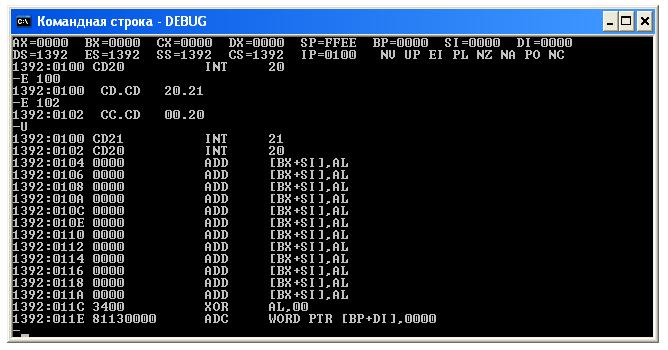 Командная строка - DEBUG
AX=0000 BX=0000 CX=0000 DX=0000 SP=FFEE BP=0000 SI=0000 DI=0000
DS=1392 ES=1392 SS=1392 CS=1392 IP=0100 NV UP EI PL NZ NA PO NC
1392:0100 CD20 INT 20
-E 100
1392:0100 CD.CD 20.21
-E 102
1392:0102 CC.CD 00.20
-U
1392:0100 CD21 INT 21
1392:0102 CD20 INT 20
1392:0104 0000 ADD [BX+SI],AL
1392:0106 0000 ADD [BX+SI],AL
1392:0108 0000 ADD [BX+SI],AL
1392:010A 0000 ADD [BX+SI],AL
1392:010C 0000 ADD [BX+SI],AL
1392:010E 0000 ADD [BX+SI],AL
1392:0110 0000 ADD [BX+SI],AL
1392:0112 0000 ADD [BX+SI],AL
1392:0114 0000 ADD [BX+SI],AL
1392:0116 0000 ADD [BX+SI],AL
1392:0118 0000 ADD [BX+SI],AL
1392:011A 0000 ADD [BX+SI],AL
1392:011C 3400 XOR AL,00
1392:011E 81130000 ADC WORD PTR [BP+DI],0000
-_